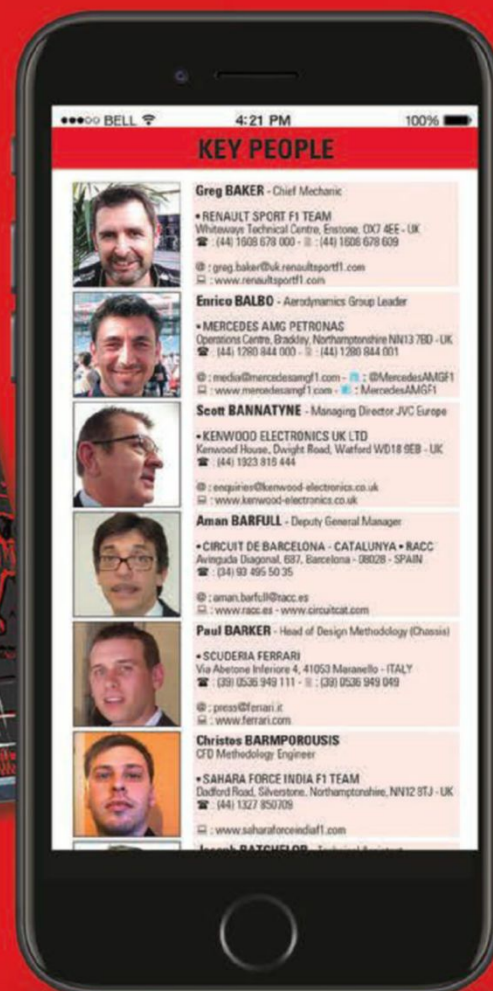 BELL 4:21 PM 100%
KEY PEOPLE
Greg BAKER - Chief Mechanic
• RENAULT SPORT F1 TEAM
Whiteways Technical Centre, Enstone, OX7 4EE - UK
☎ : (44) 1608 678 000 - : (44) 1608 678 609
@ : greg.baker@uk.renaultsportf1.com
: www.renaultsportf1.com
Enrico BALBO - Aerodynamics Group Leader
• MERCEDES AMG PETRONAS
Operations Centre, Brackley, Northamptonshire NN13 7BD - UK
☎ : (44) 1280 844 000 - : (44) 1280 844 001
@ : media@mercedesamgf1.com - : @MercedesAMGF1
: www.mercedesamgf1.com - : MercedesAMGF1
Scott BANNATYNE - Managing Director JVC Europe
• KENWOOD ELECTRONICS UK LTD
Kenwood House, Dwight Road, Watford WD18 9EB - UK
☎ : (44) 1923 816 444
@ : enquiries@kenwood-electronics.co.uk
: www.kenwood-electronics.co.uk
Aman BARFULL - Deputy General Manager
• CIRCUIT DE BARCELONA - CATALUNYA • RACC
Avinguda Diagonal, 687, Barcelona - 08028 - SPAIN
☎ : (34) 93 495 50 35
@ : aman.barfull@racc.es
: www.racc.es - www.circuitcat.com
Paul BARKER - Head of Design Methodology (Chassis)
• SCUDERIA FERRARI
Via Abetone Inferiore 4, 41053 Maranello - ITALY
☎ : (39) 0536 949 111 - : (39) 0536 949 049
@ : press@ferrari.it
: www.ferrari.com
Christos BARMPOROUSIS
CFD Methodology Engineer
• SAHARA FORCE INDIA F1 TEAM
Dadford Road, Silverstone, Northamptonshire, NN12 8TJ - UK
☎ : (44) 1327 850709
: www.saharaforceindiaf1.com
Joseph BATCHELOR - Technical Assistant